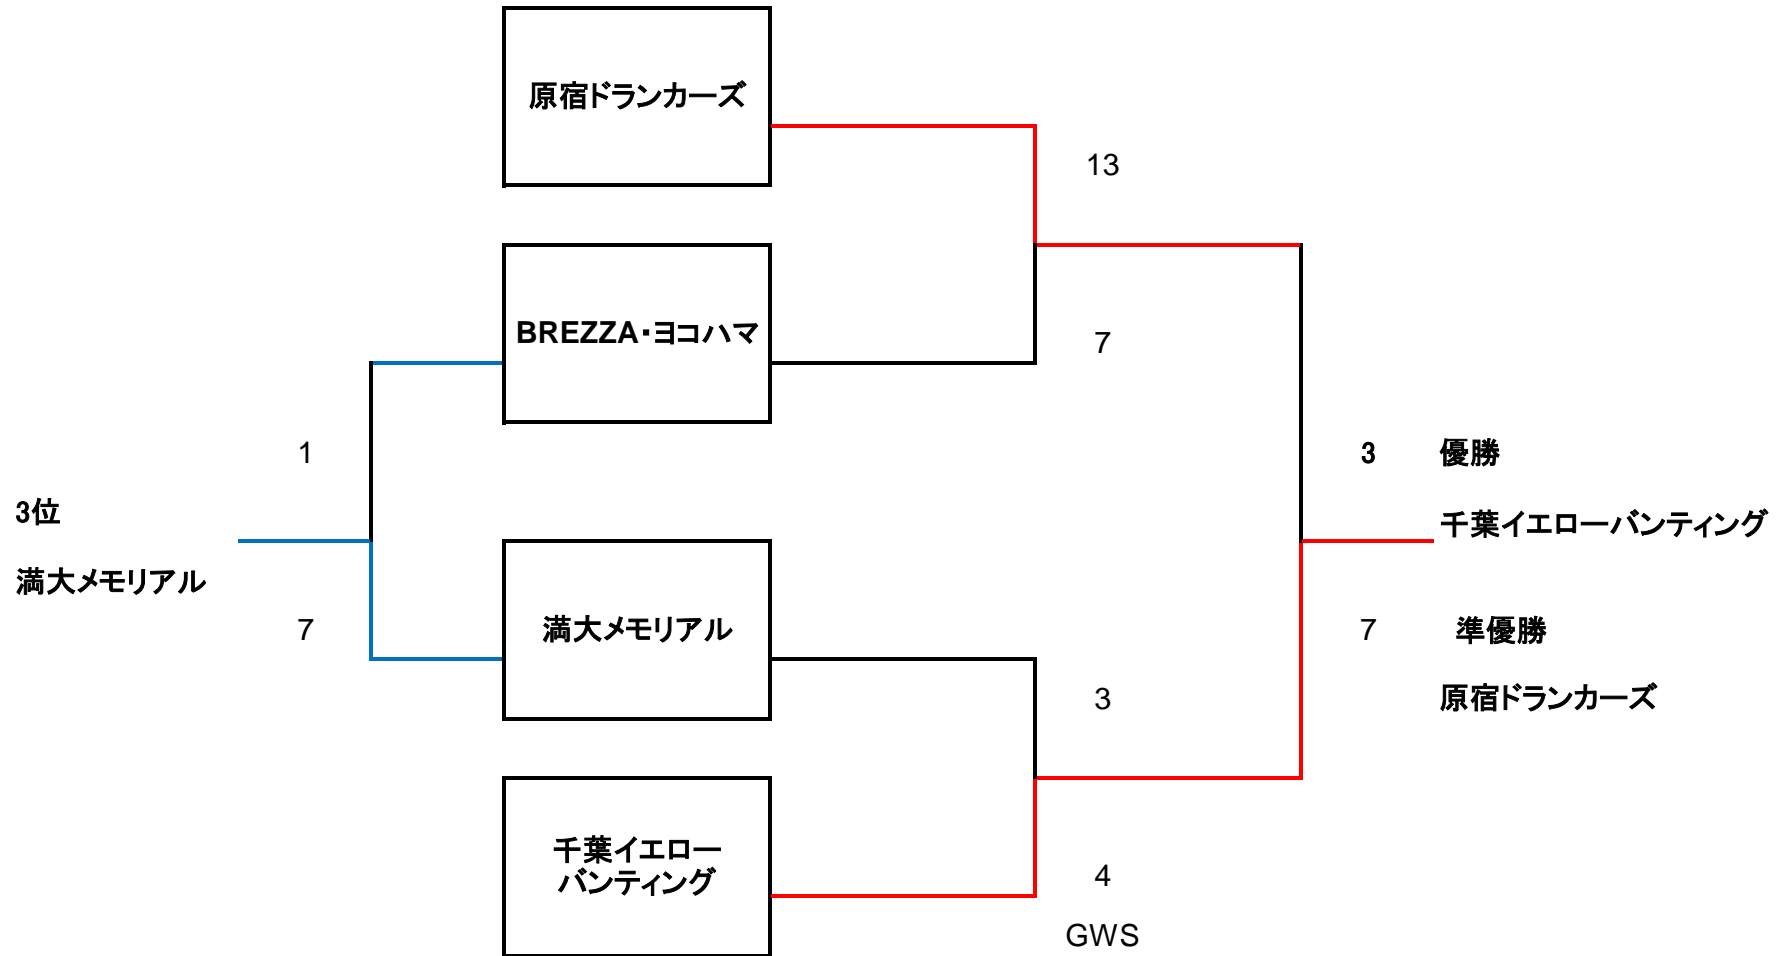 原宿ドランカーズ
13
BREZZA・ヨコハマ
7
1
3 優勝
3位
千葉イエローバンティング
満大メモリアル
7
満大メモリアル
7 準優勝
3
原宿ドランカーズ
千葉イエロー
バンティング
4
GWS